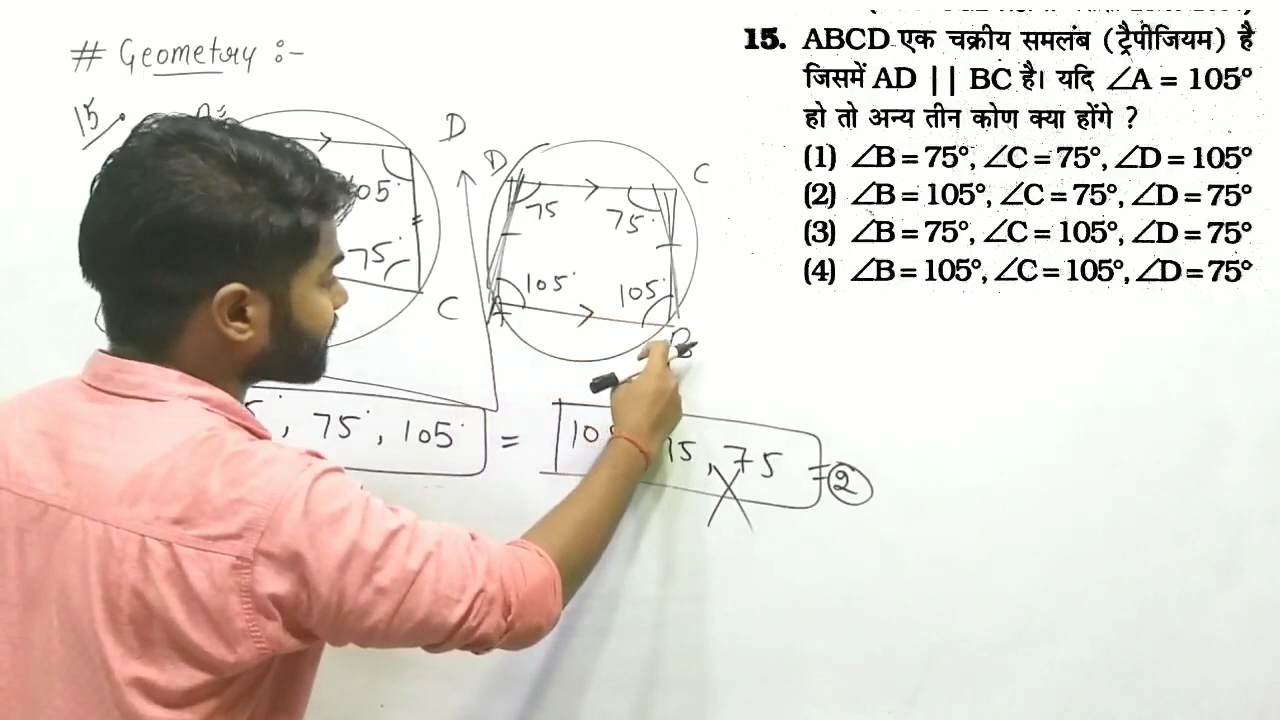 # Geometry :-
15.
D
105°
75°
C
D
C
75
75°
105°
105°
A
B
, 75°, 105° =
75
= 2
15. ABCD एक चक्रीय समलंब (ट्रैपीजियम) है
जिसमें AD || BC है। यदि ∠A = 105°
हो तो अन्य तीन कोण क्या होंगे ?
(1) ∠B = 75°, ∠C = 75°, ∠D = 105°
(2) ∠B = 105°, ∠C = 75°, ∠D = 75°
(3) ∠B = 75°, ∠C = 105°, ∠D = 75°
(4) ∠B = 105°, ∠C = 105°, ∠D = 75°